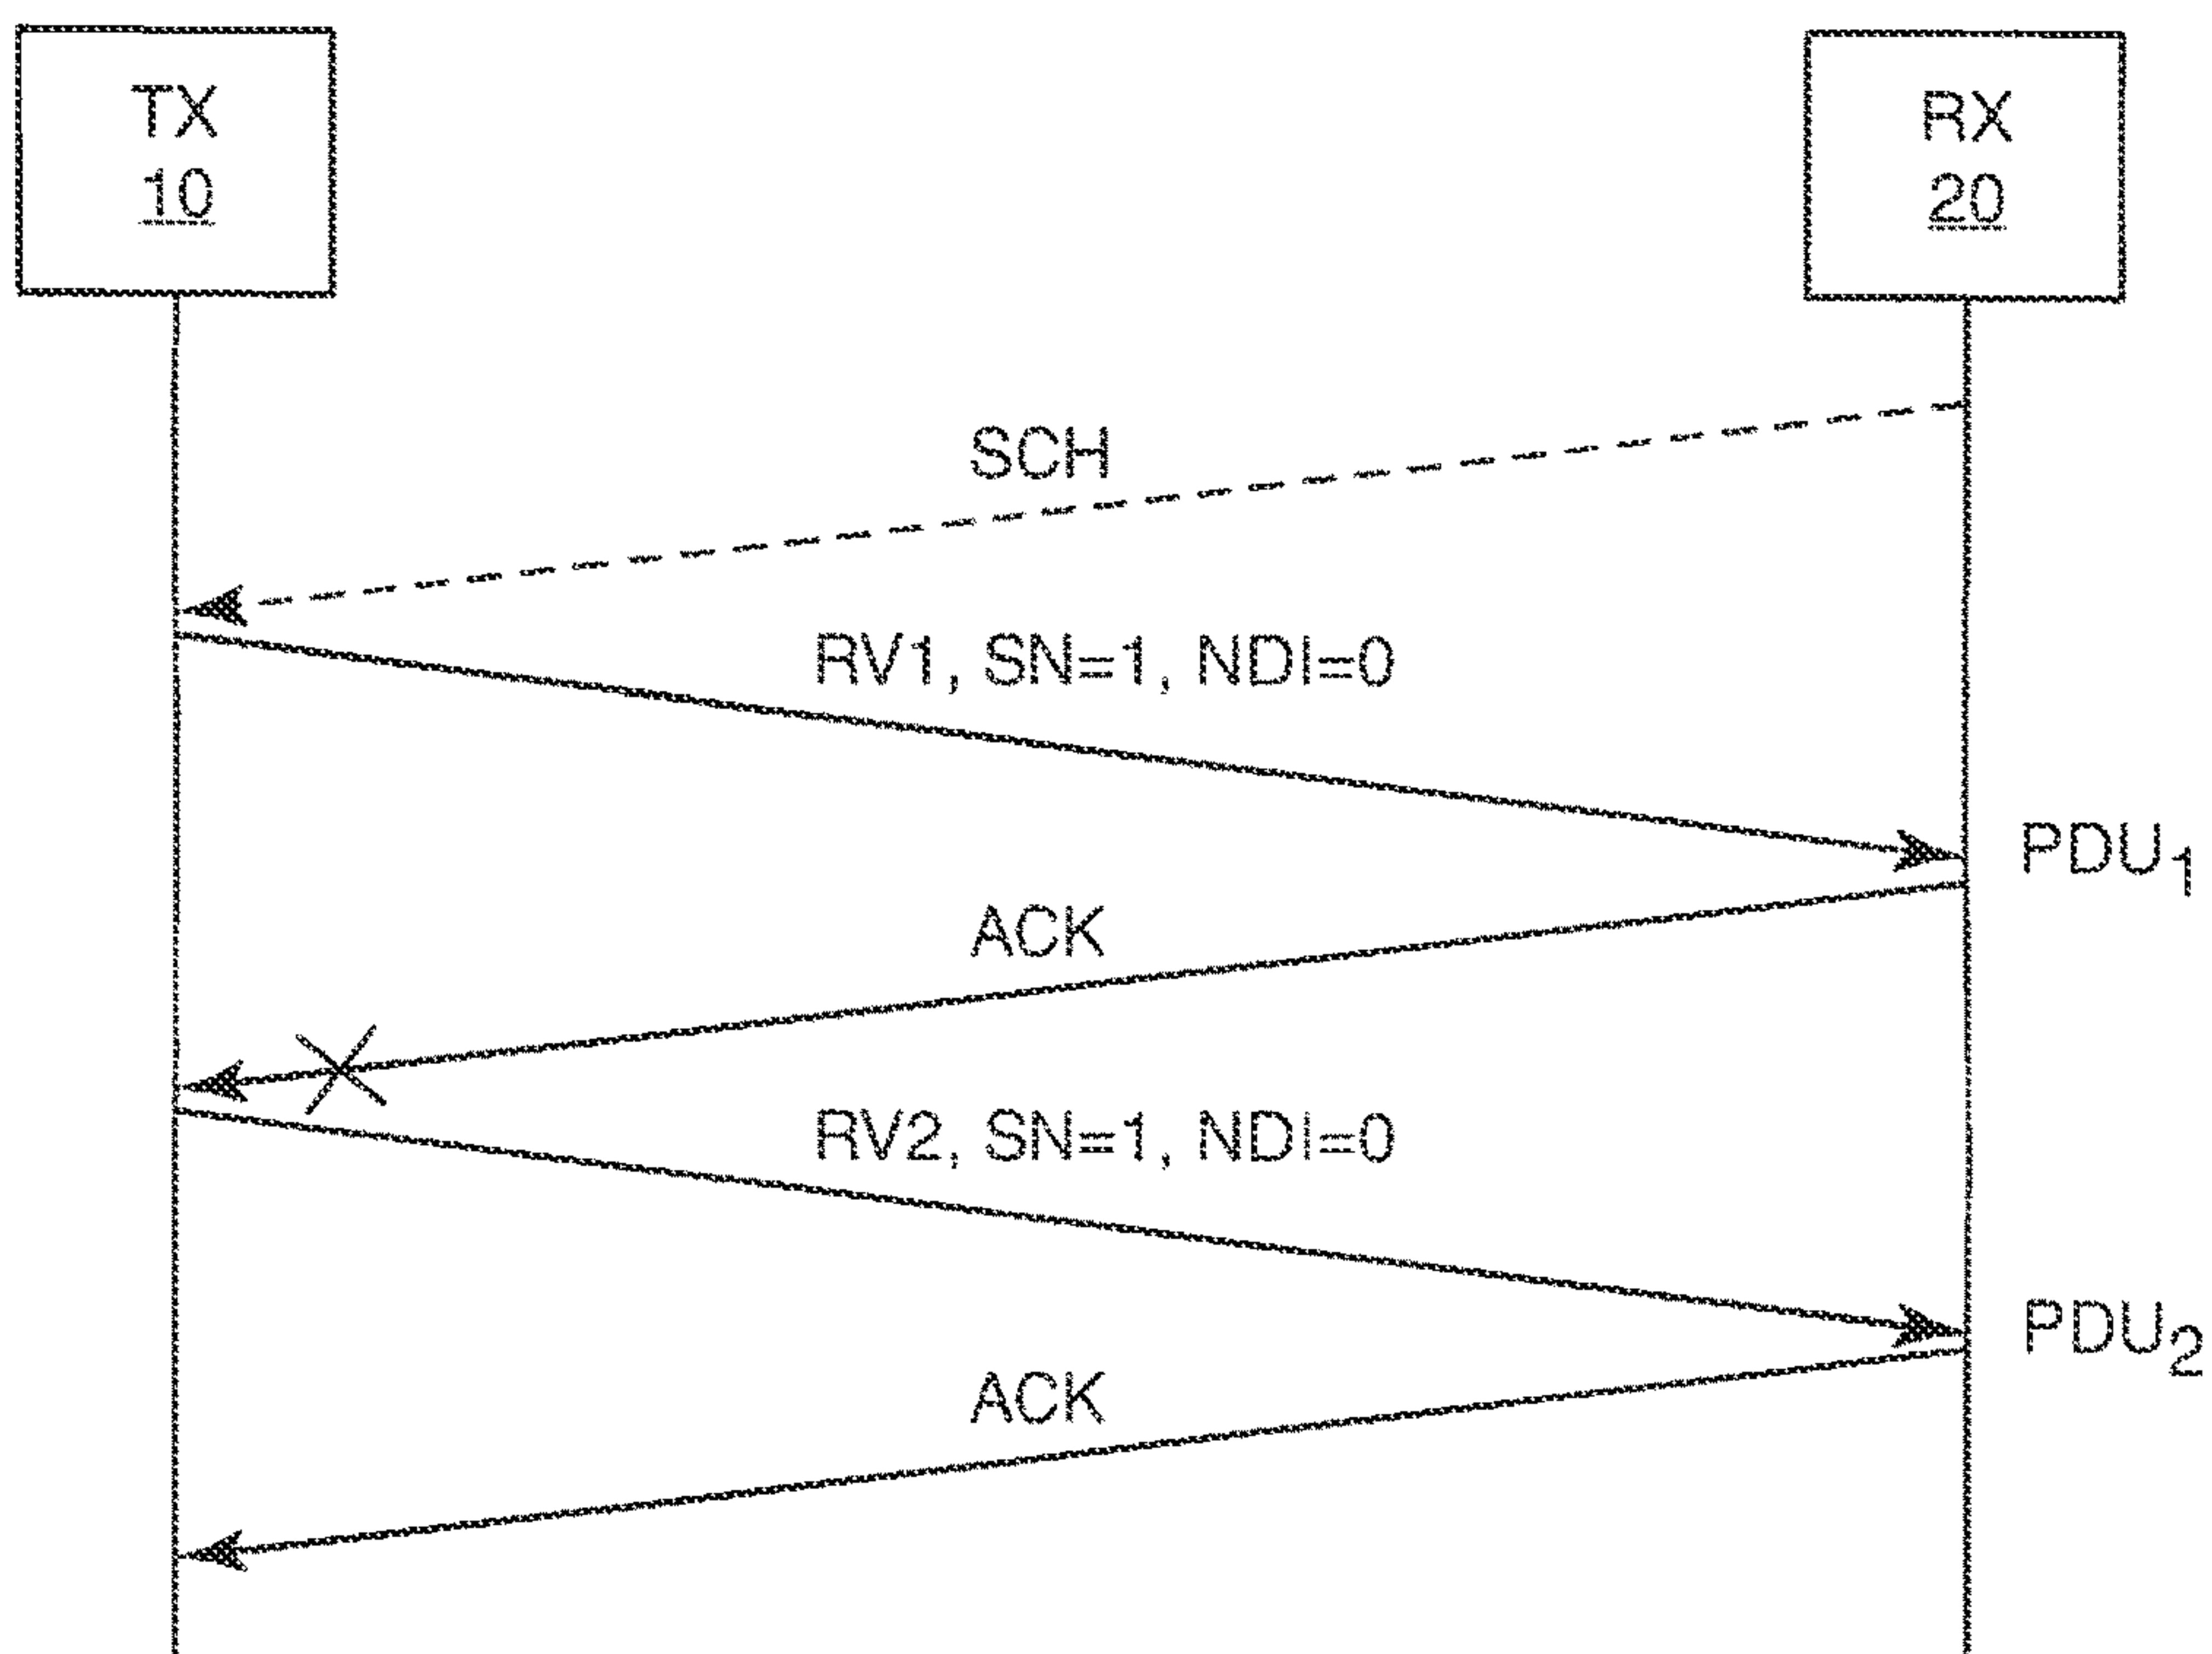 TX
10
RX
20
SCH
RV1, SN=1, NDI=0
PDU1
ACK
RV2, SN=1, NDI=0
PDU2
ACK